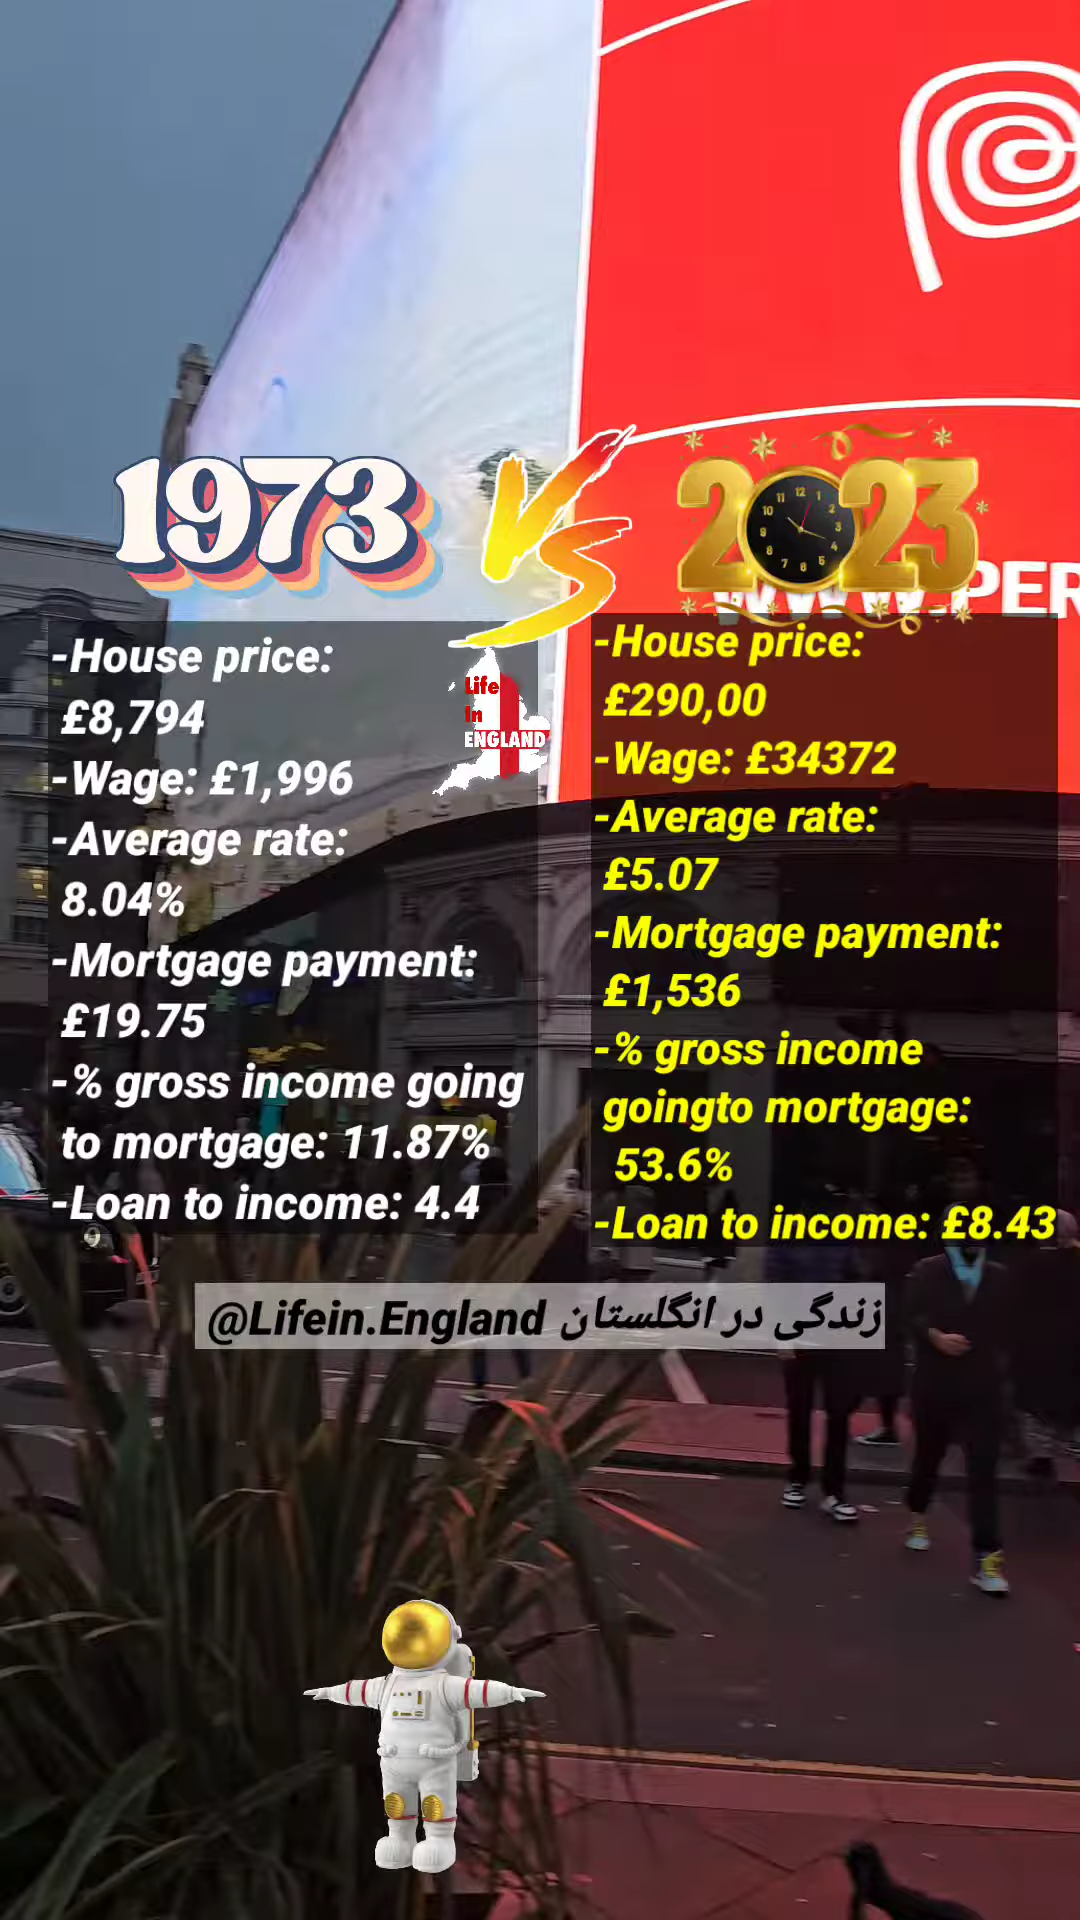 1973
VS
2023
-House price:
£8,794
-Wage: £1,996
-Average rate:
8.04%
-Mortgage payment:
£19.75
-% gross income going
to mortgage: 11.87%
-Loan to income: 4.4
Life
In
ENGLAND
WWW.PER
-House price:
£290,00
-Wage: £34372
-Average rate:
£5.07
-Mortgage payment:
£1,536
-% gross income
goingto mortgage:
53.6%
-Loan to income: £8.43
@Lifein.England زندگی در انگلستان